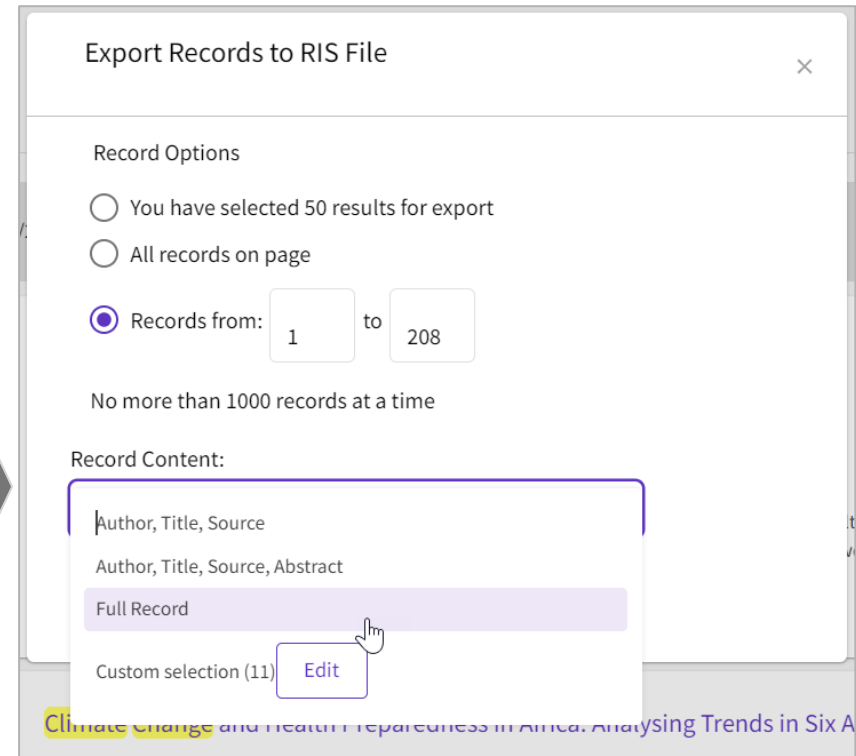 Export Records to RIS File
Record Options
You have selected 50 results for export
All records on page
Records from: 1 to 208
No more than 1000 records at a time
Record Content:
Author, Title, Source
Author, Title, Source, Abstract
Full Record
Custom selection (11) Edit
Climate Change and Health Preparedness in Africa: Analysing Trends in Six A